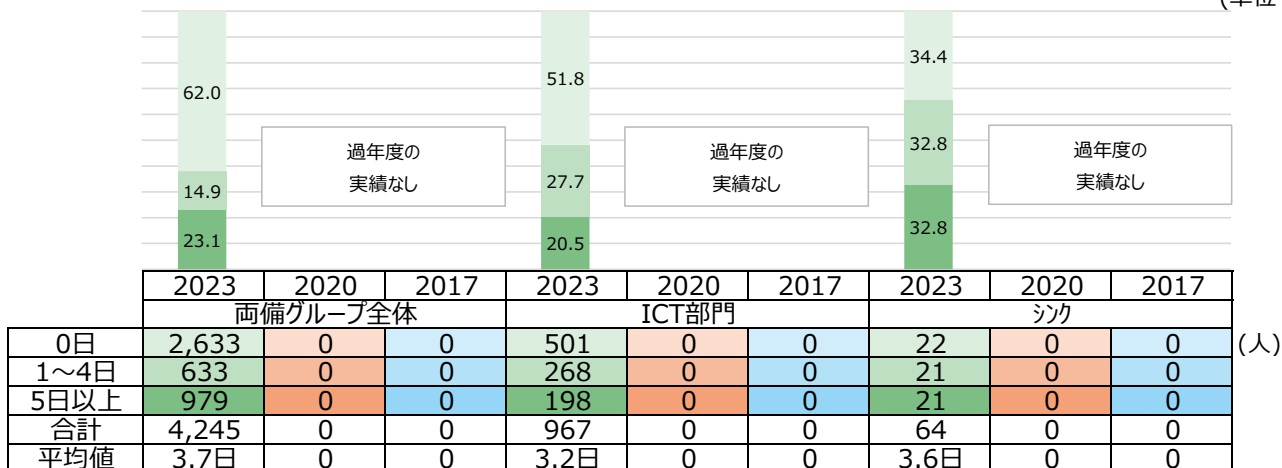 (単位
62.0
14.9
23.1
過年度の
実績なし
51.8
27.7
20.5
過年度の
実績なし
34.4
32.8
32.8
過年度の
実績なし
2023 2020 2017 2023 2020 2017 2023 2020 2017
両備グループ全体 ICT部門 シンク
0日 2,633 0 0 501 0 0 22 0 0 (人)
1～4日 633 0 0 268 0 0 21 0 0
5日以上 979 0 0 198 0 0 21 0 0
合計 4,245 0 0 967 0 0 64 0 0
平均値 3.7日 0 0 3.2日 0 0 3.6日 0 0